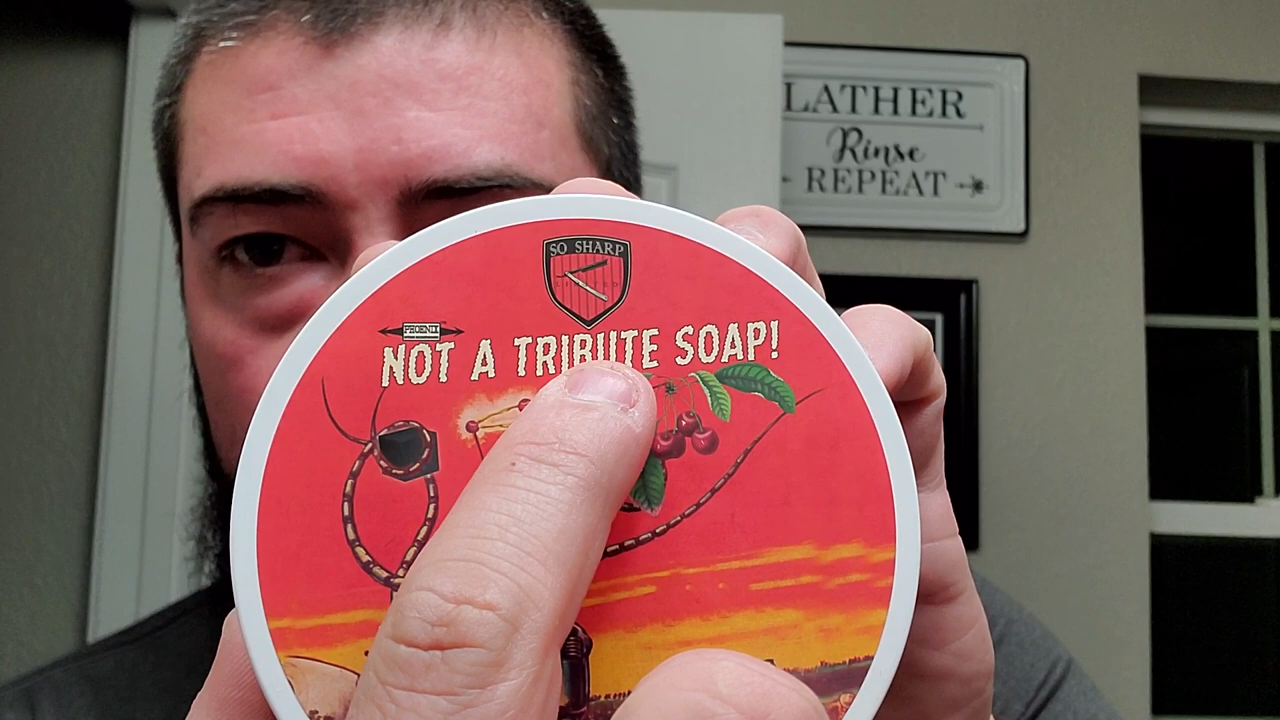 LATHER
Rinse
REPEAT
SO SHARP
PHOENIX
NOT A TRIBUTE SOAP!